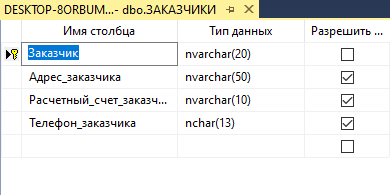 DESKTOP-8ORBUM...- dbo.ЗАКАЗЧИКИ
Имя столбца Тип данных Разрешить ...
Заказчик nvarchar(20)
Адрес_заказчика nvarchar(50)
Расчетный_счет_заказч... nvarchar(10)
Телефон_заказчика nchar(13)